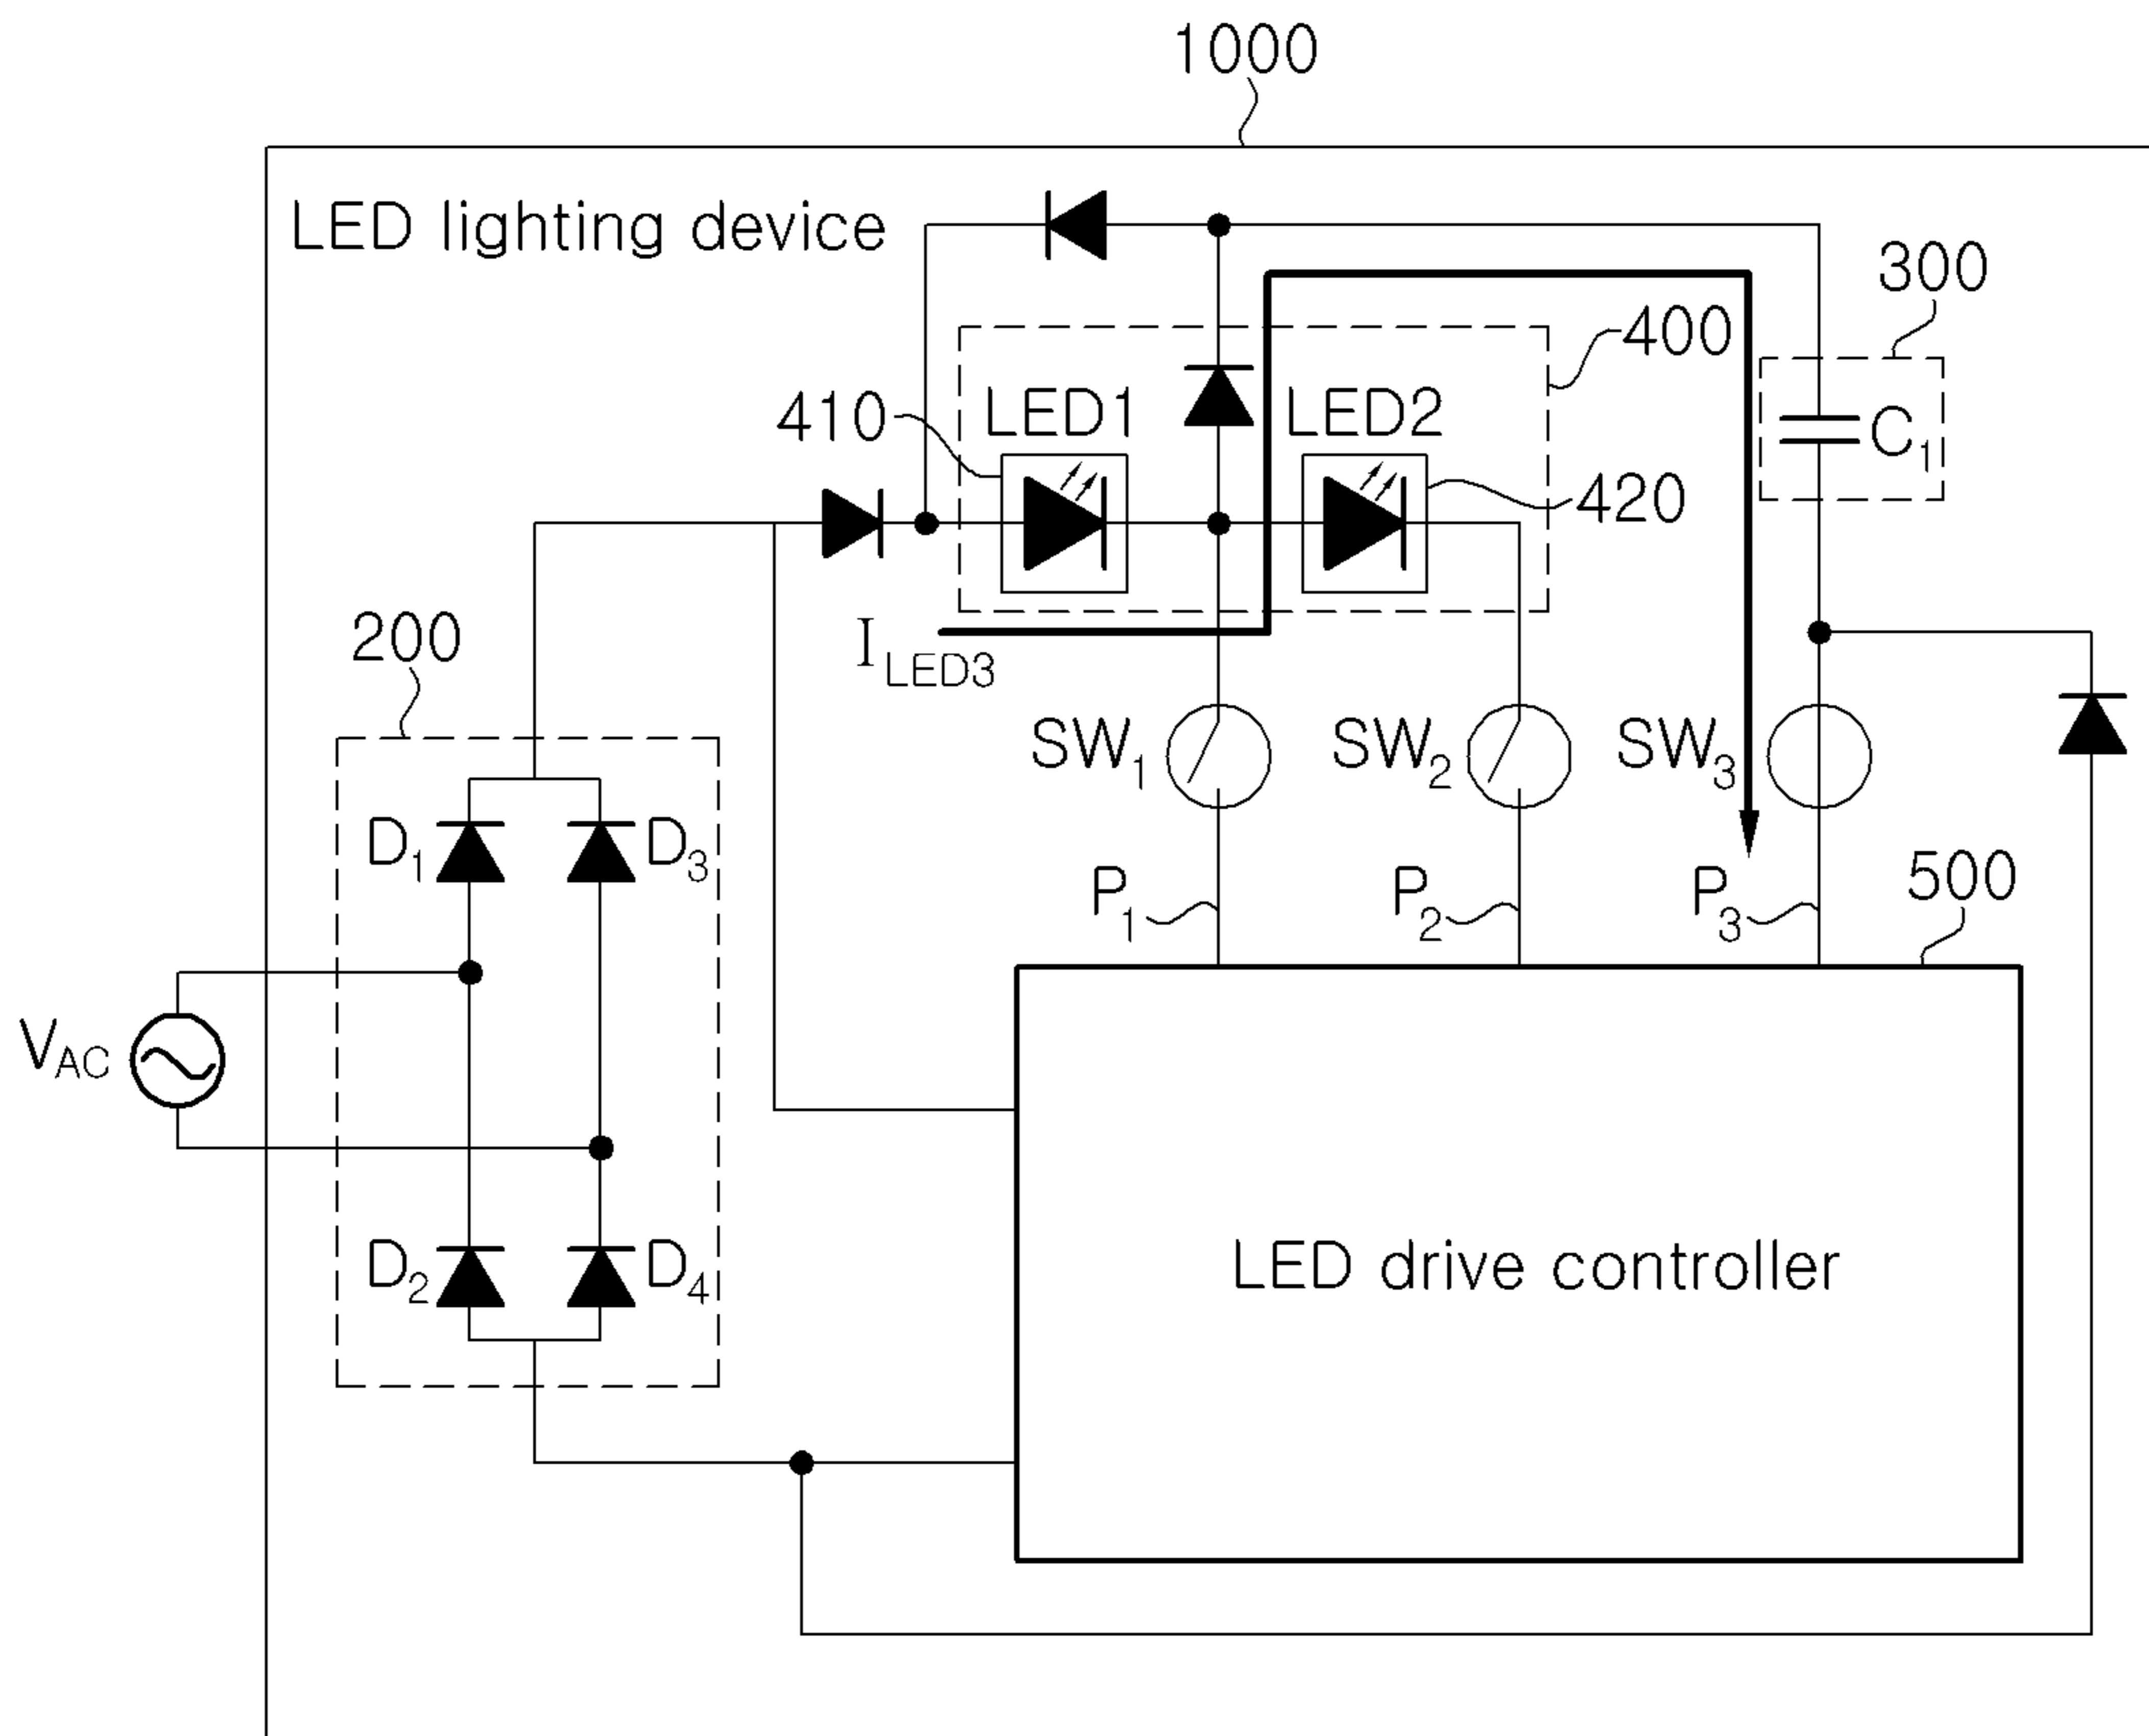 1000
LED lighting device
300
400
410
LED1
LED2
C1
420
200
ILED3
SW1
SW2
SW3
D1
D3
P1
P2
P3
500
VAC
D2
D4
LED drive controller